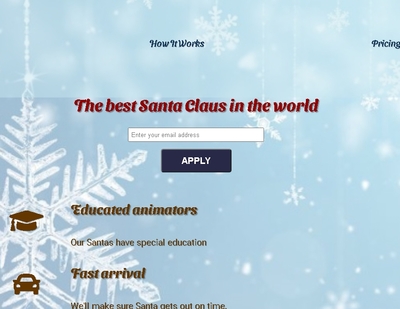 How It Works
Pricing
The best Santa Claus in the world
Enter your email address
APPLY
Educated animators
Our Santas have special education
Fast arrival
We'll make sure Santa gets out on time.